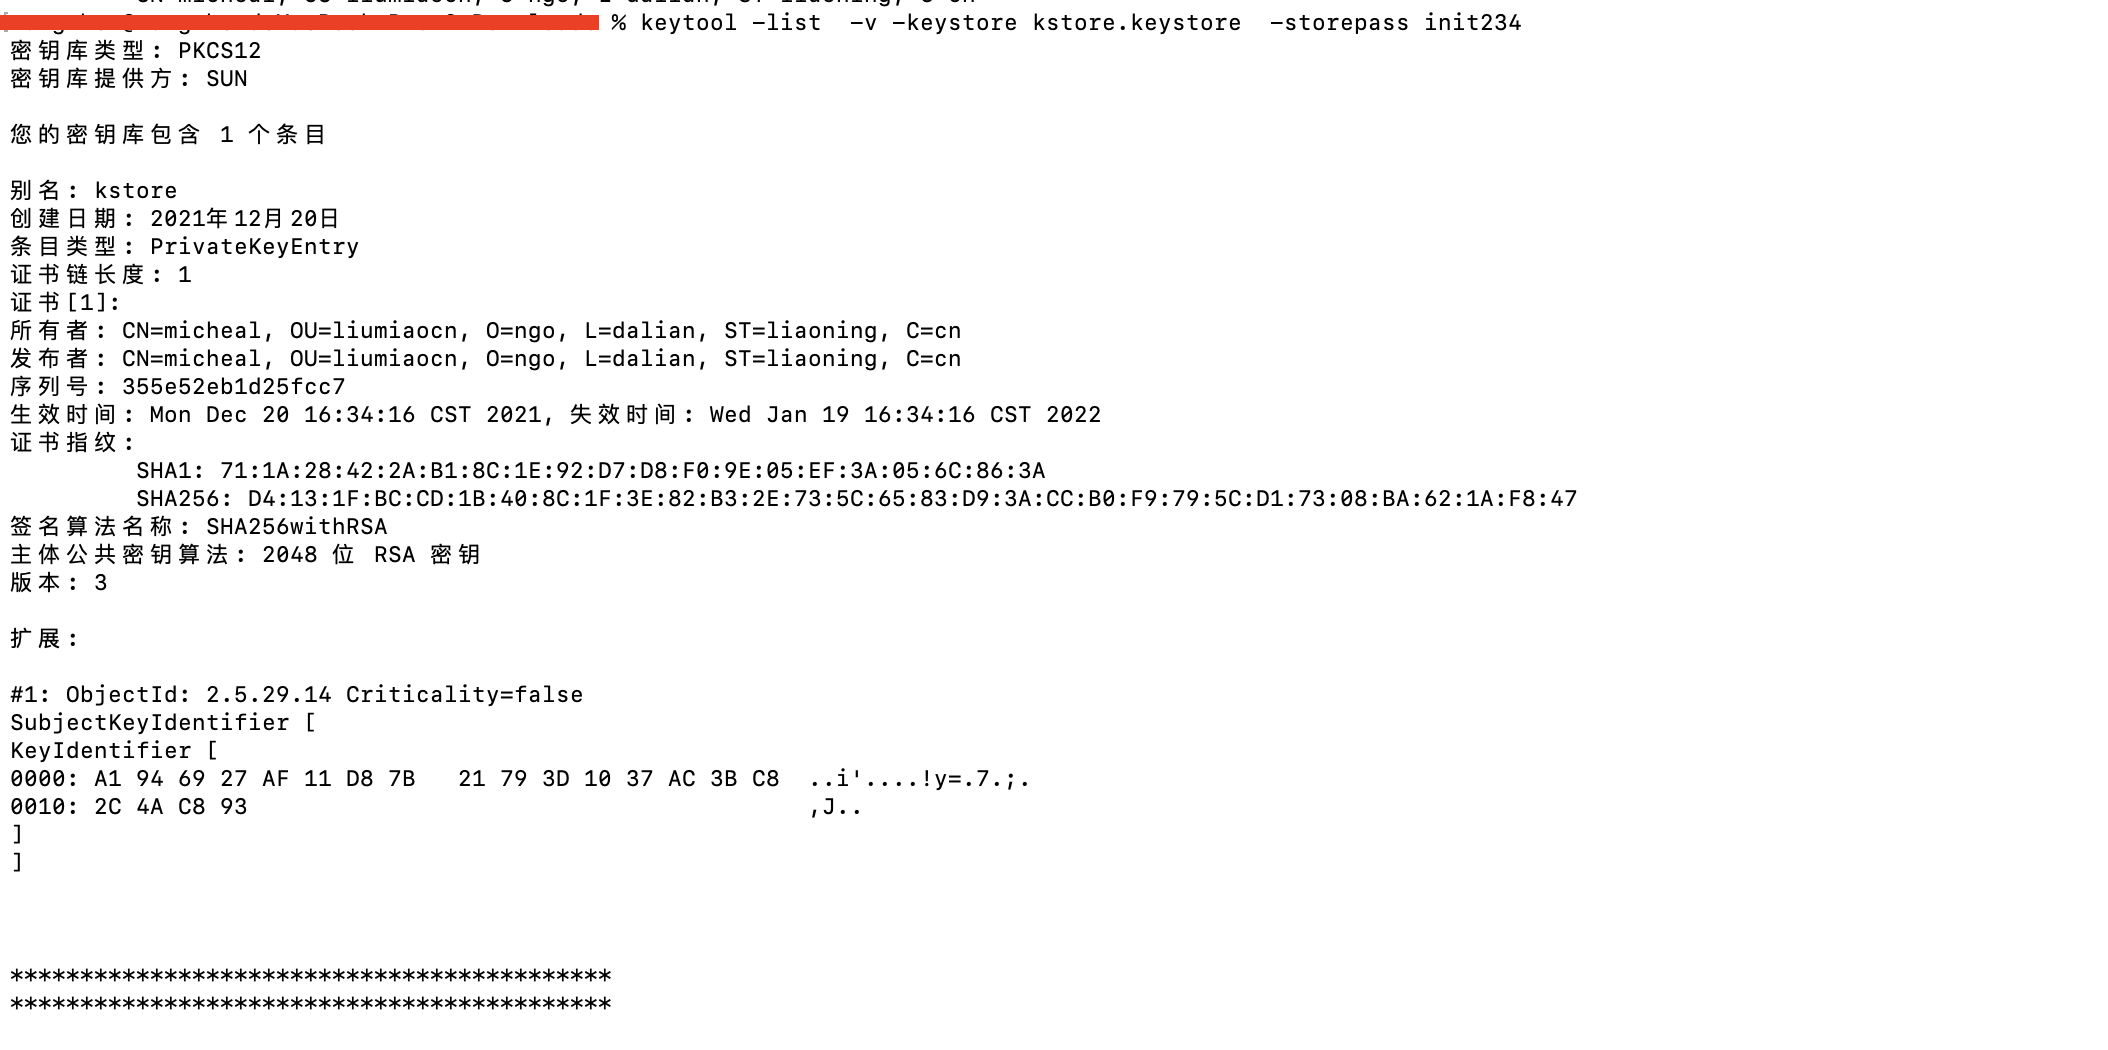 % keytool -list  -v -keystore kstore.keystore  -storepass init234
密钥库类型: PKCS12
密钥库提供方: SUN
您的密钥库包含 1 个条目
别名: kstore
创建日期: 2021年12月20日
条目类型: PrivateKeyEntry
证书链长度: 1
证书[1]:
所有者: CN=micheal, OU=liumiaocn, O=ngo, L=dalian, ST=liaoning, C=cn
发布者: CN=micheal, OU=liumiaocn, O=ngo, L=dalian, ST=liaoning, C=cn
序列号: 355e52eb1d25fcc7
生效时间: Mon Dec 20 16:34:16 CST 2021, 失效时间: Wed Jan 19 16:34:16 CST 2022
证书指纹:
SHA1: 71:1A:28:42:2A:B1:8C:1E:92:D7:D8:F0:9E:05:EF:3A:05:6C:86:3A
SHA256: D4:13:1F:BC:CD:1B:40:8C:1F:3E:82:B3:2E:73:5C:65:83:D9:3A:CC:B0:F9:79:5C:D1:73:08:BA:62:1A:F8:47
签名算法名称: SHA256withRSA
主体公共密钥算法: 2048 位 RSA 密钥
版本: 3
扩展:
#1: ObjectId: 2.5.29.14 Criticality=false
SubjectKeyIdentifier [
KeyIdentifier [
0000: A1 94 69 27 AF 11 D8 7B   21 79 3D 10 37 AC 3B C8  ..i'....!y=.7.;.
0010: 2C 4A C8 93                                        ,J..
]
]
*******************************************
*******************************************